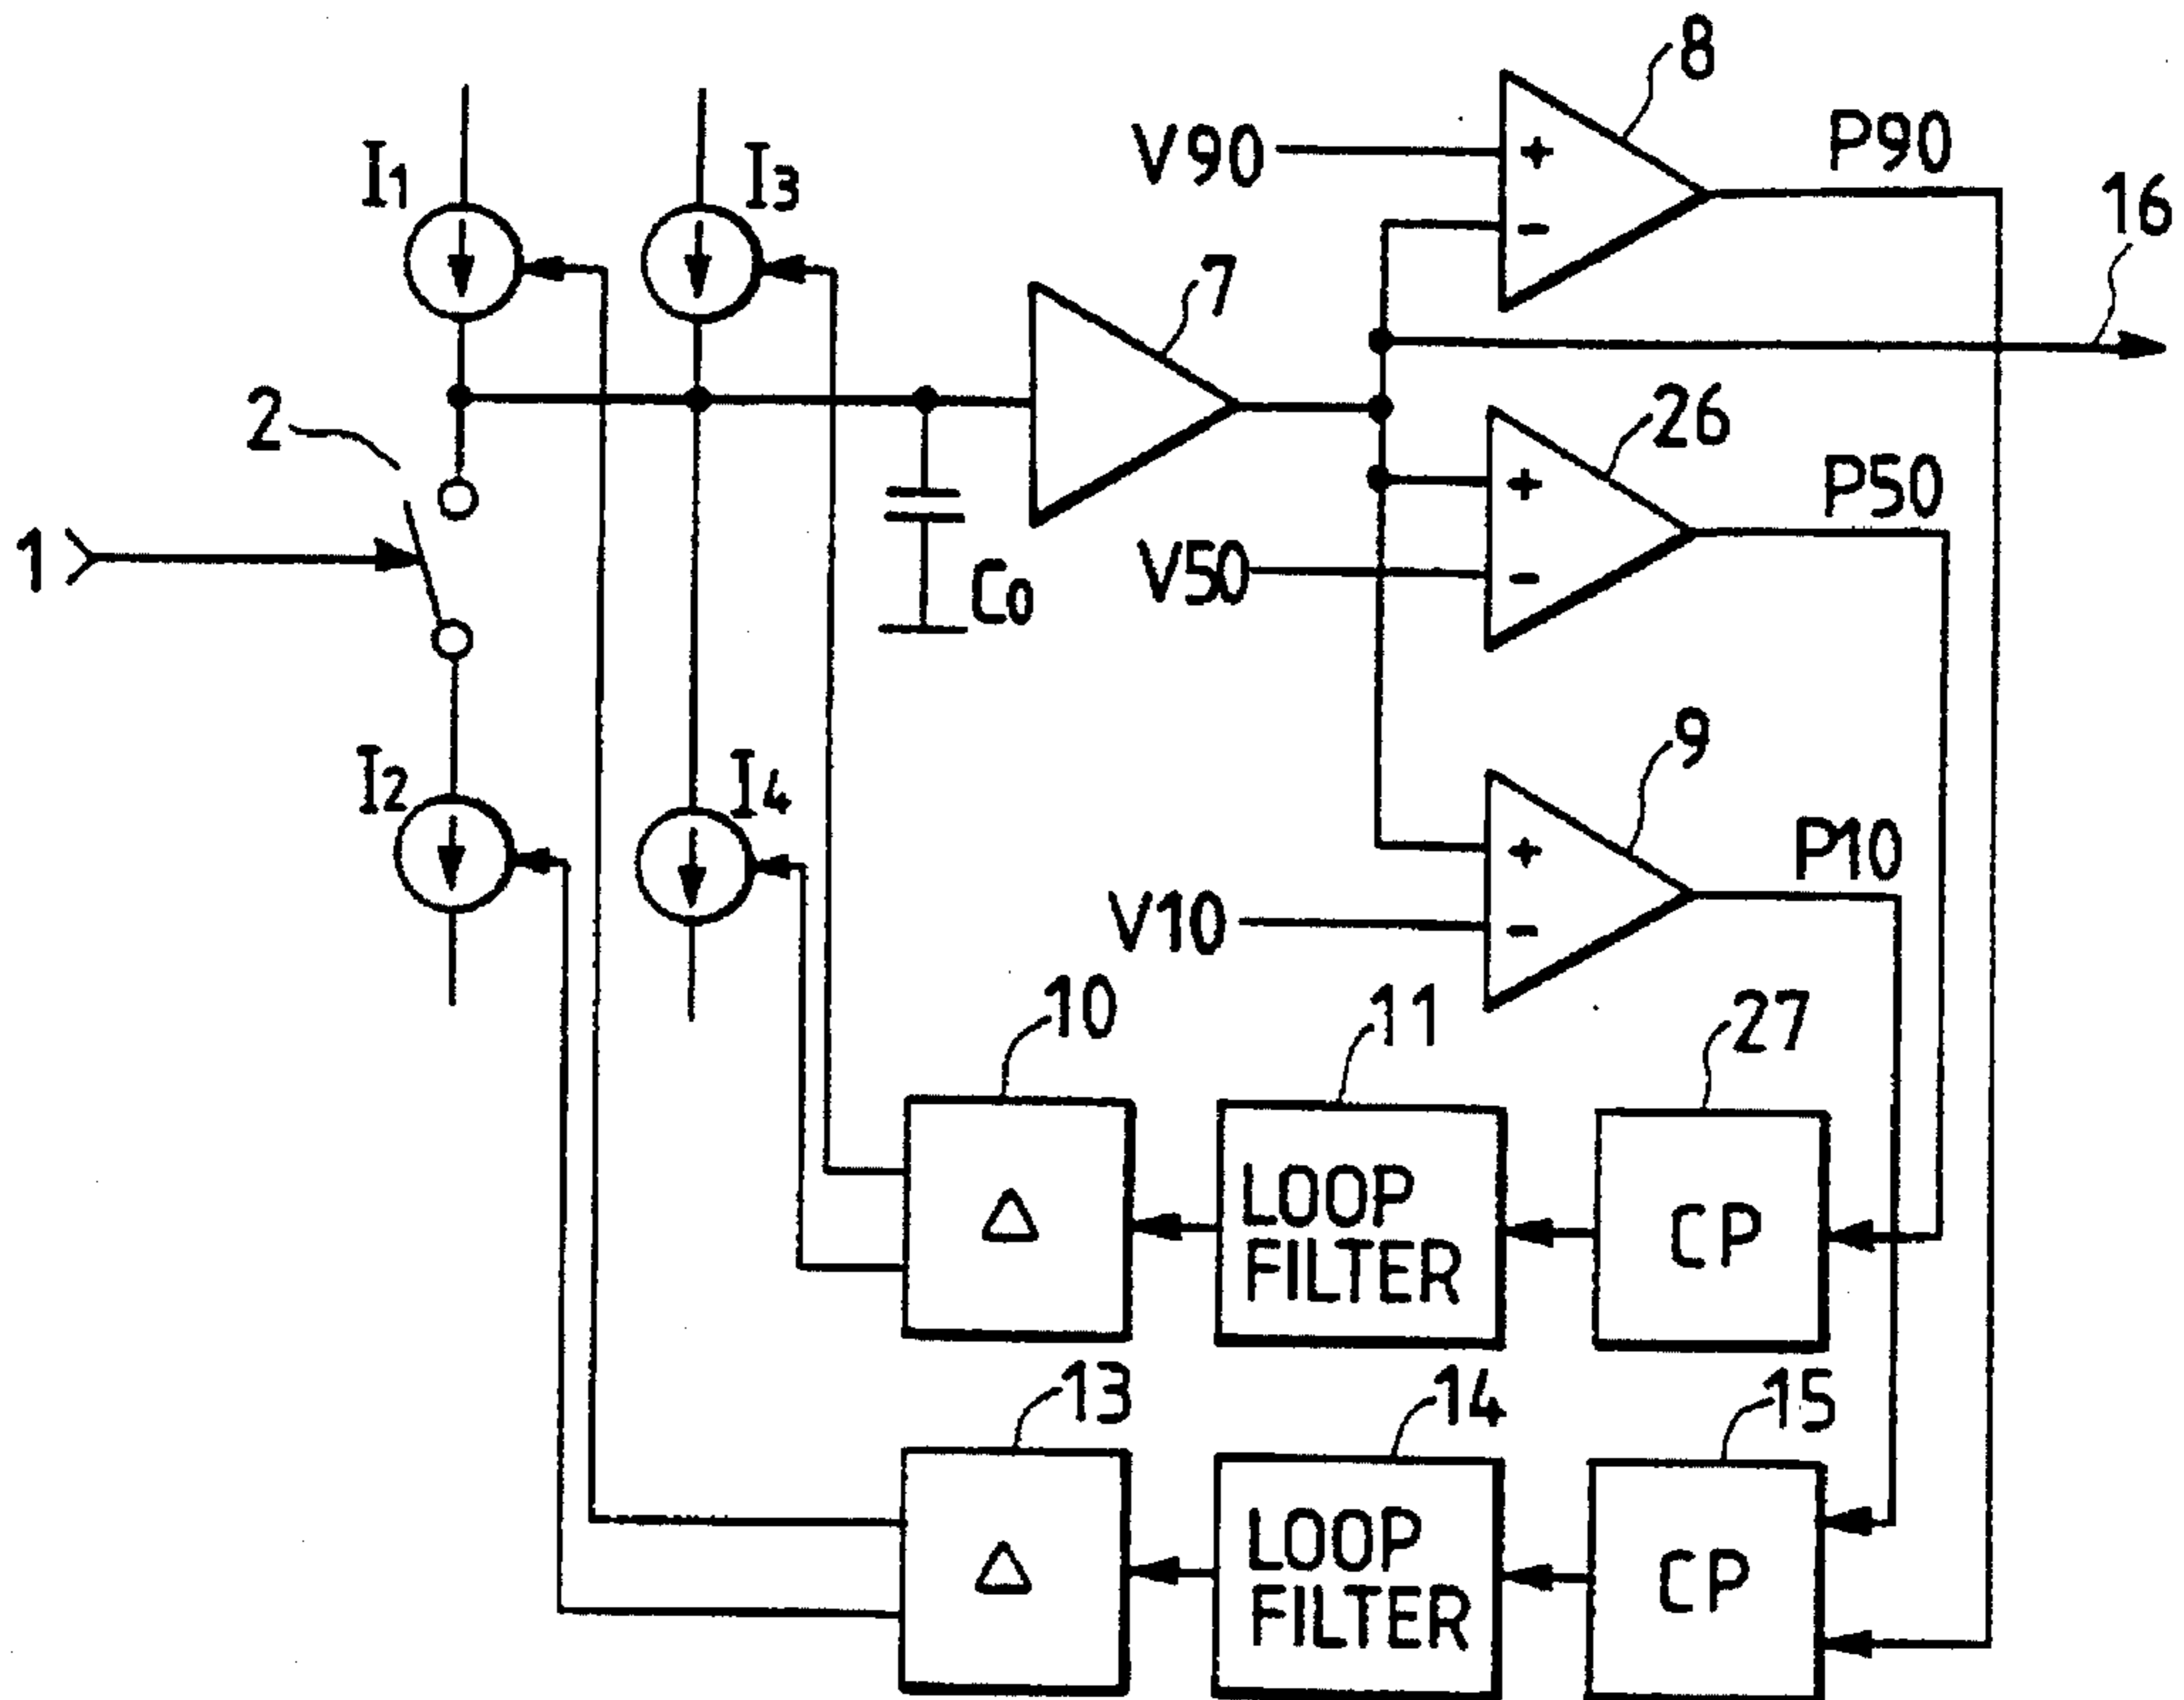 8
V90
+
-
P90
16
I1
I3
7
2
26
+
-
P50
1
V50
C0
I2
I4
9
+
-
P10
V10
10
11
27
Δ
LOOP
FILTER
CP
13
14
15
Δ
LOOP
FILTER
CP